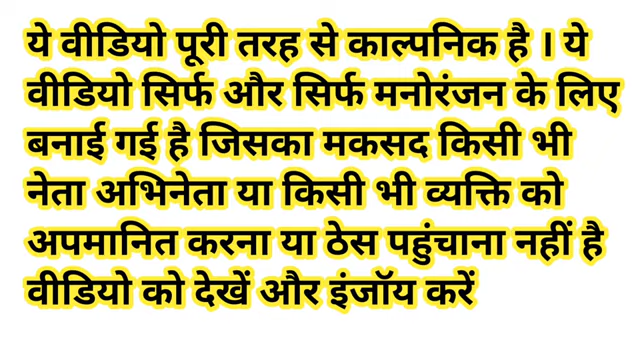 ये वीडियो पूरी तरह से काल्पनिक है । ये
वीडियो सिर्फ और सिर्फ मनोरंजन के लिए
बनाई गई है जिसका मकसद किसी भी
नेता अभिनेता या किसी भी व्यक्ति को
अपमानित करना या ठेस पहुंचाना नहीं है
वीडियो को देखें और इंजॉय करें